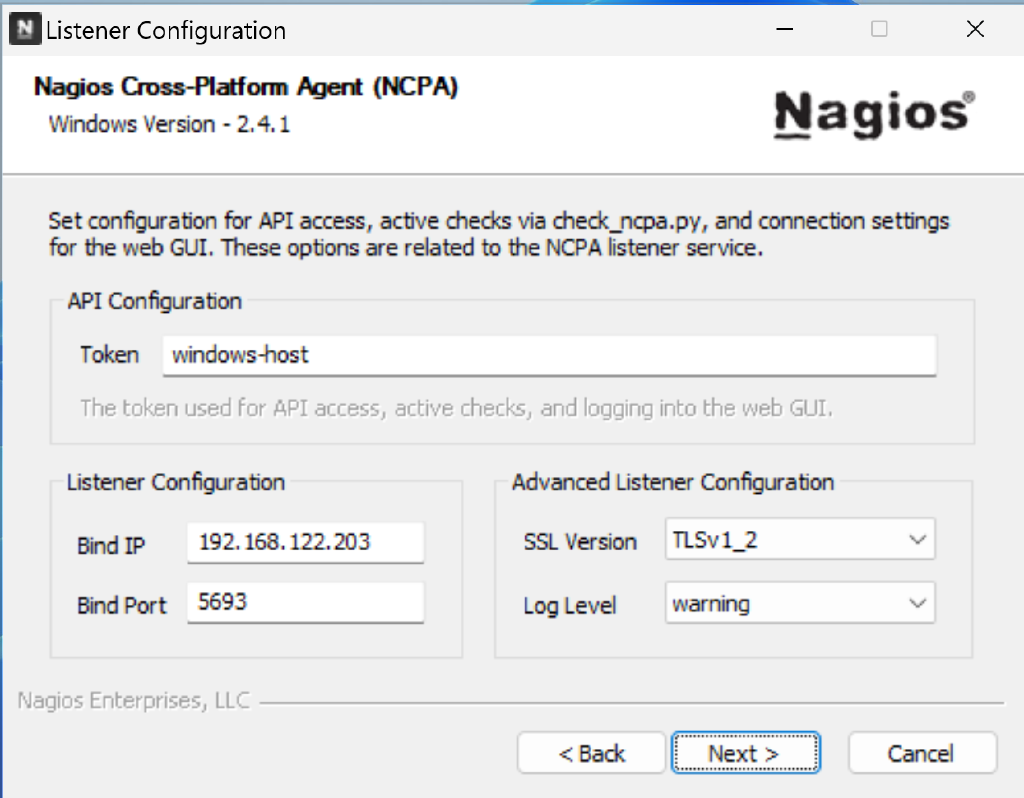 N Listener Configuration
Nagios Cross-Platform Agent (NCPA)
Windows Version - 2.4.1
Nagios®
Set configuration for API access, active checks via check_ncpa.py, and connection settings
for the web GUI. These options are related to the NCPA listener service.
API Configuration
Token windows-host
The token used for API access, active checks, and logging into the web GUI.
Listener Configuration
Bind IP 192.168.122.203
Bind Port 5693
Advanced Listener Configuration
SSL Version TLSv1_2
Log Level warning
Nagios Enterprises, LLC
< Back Next > Cancel